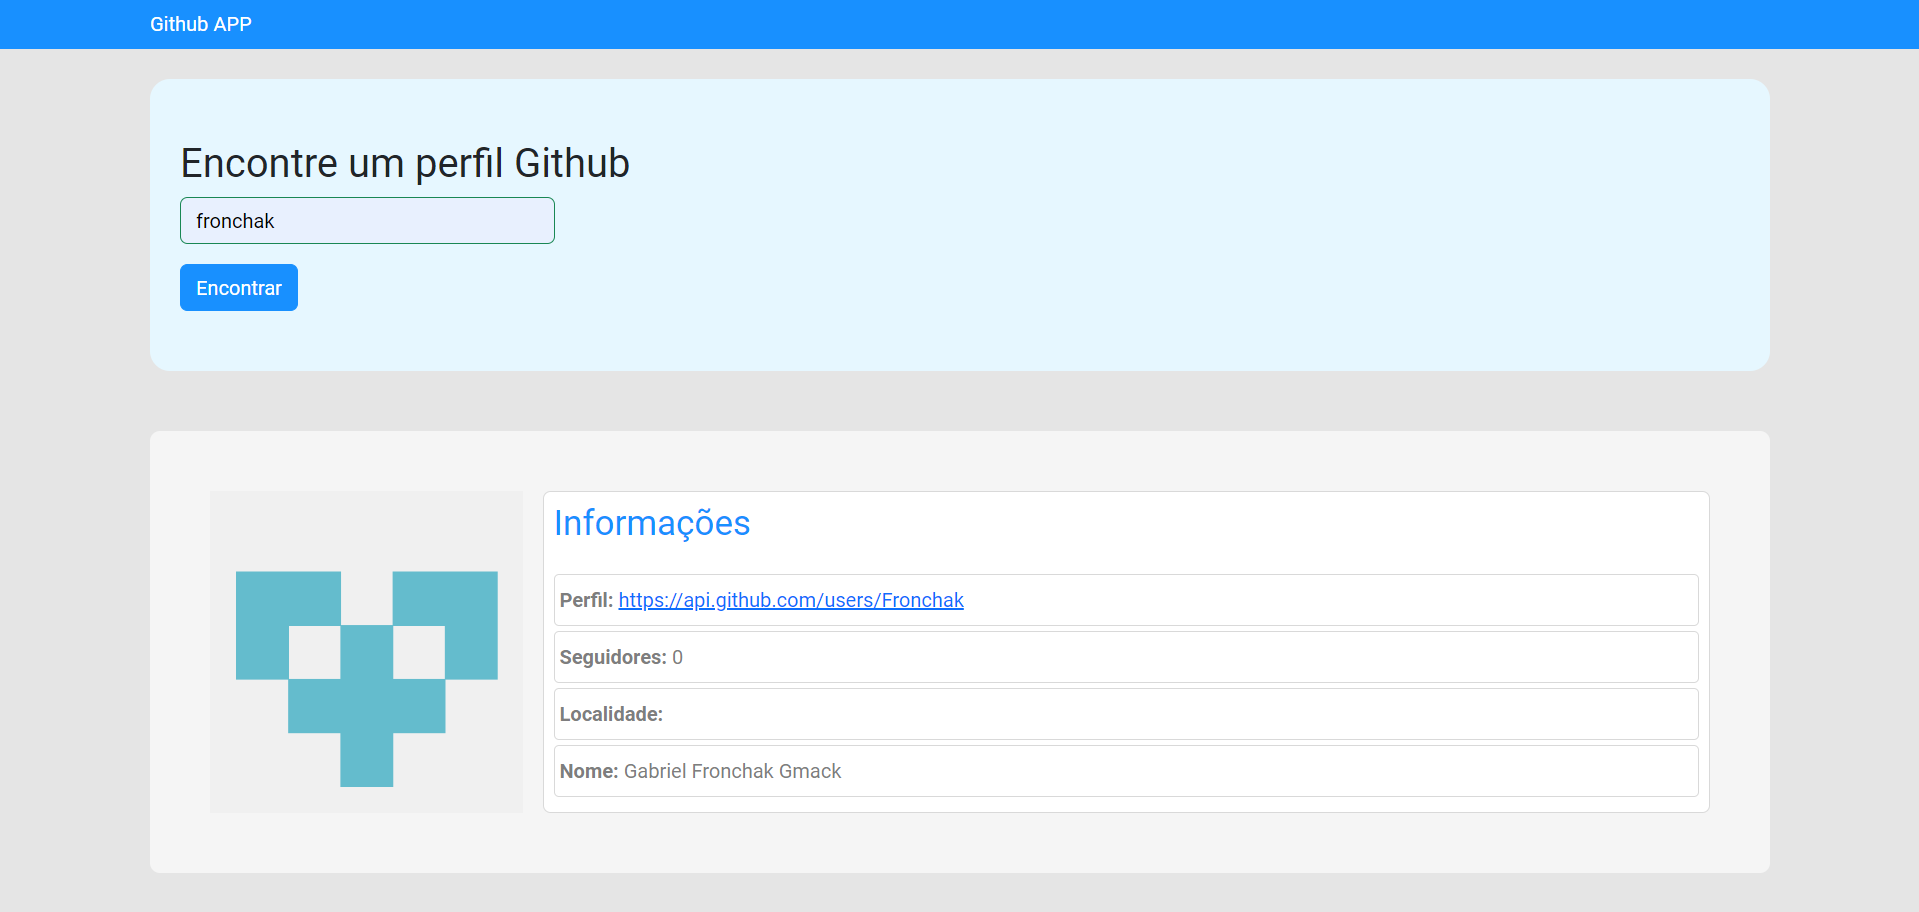 Github APP
Encontre um perfil Github
fronchak
Encontrar
Informações
Perfil: https://api.github.com/users/Fronchak
Seguidores: 0
Localidade:
Nome: Gabriel Fronchak Gmack